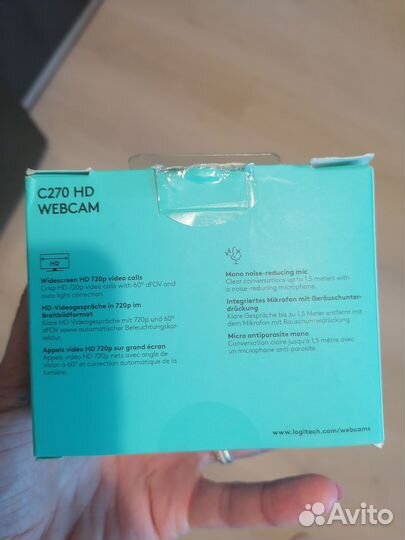 C270 HD
WEBCAM
HD
Widescreen HD 720p video calls
Crisp HD 720p video calls with 60° dFOV and
auto light correction.
HD-Videogespräche in 720p im
Breitbildformat
Klare HD-Videogespräche mit 720p und 60°
dFOV sowie automatischer Beleuchtungskor-
rektur.
Appels vidéo HD 720p sur grand écran
Appels vidéo HD 720p nets avec angle de
vision à 60° et correction automatique de la
lumière.
Mono noise-reducing mic
Clear conversations up to 1,5 meters with
a noise-reducing microphone.
Integriertes Mikrofon mit Geräuschunter-
drückung
Klare Gespräche bis zu 1,5 Meter entfernt mit
dem Mikrofon mit Rauschunterdrückung
Micro antiparasite mono
Conversation claire jusqu'à 1,5 mètre avec
un microphone anti-parasite.
www.logitech.com/webcams
Avito